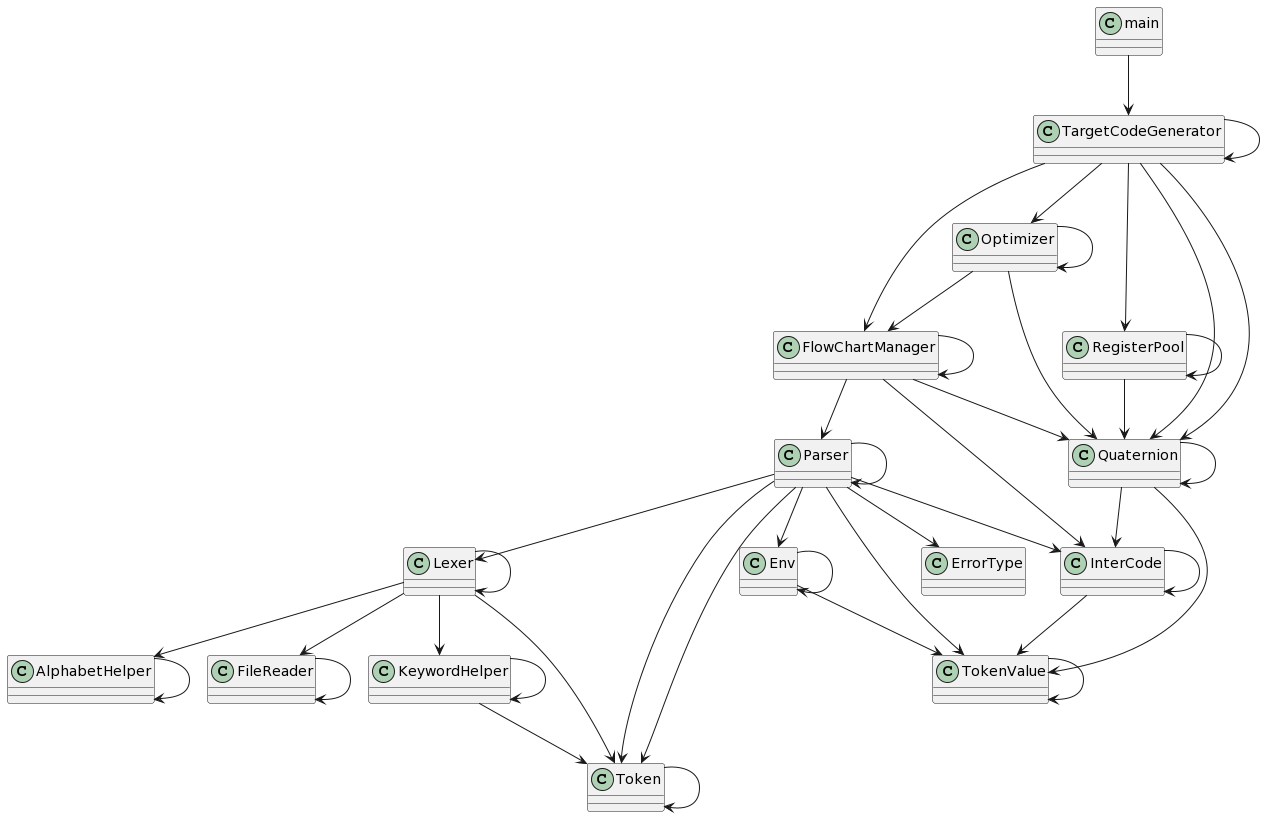 C main
C TargetCodeGenerator
C Optimizer
C FlowChartManager
C RegisterPool
C Parser
C Quaternion
C Lexer
C Env
C ErrorType
C InterCode
C AlphabetHelper
C FileReader
C KeywordHelper
C TokenValue
C Token